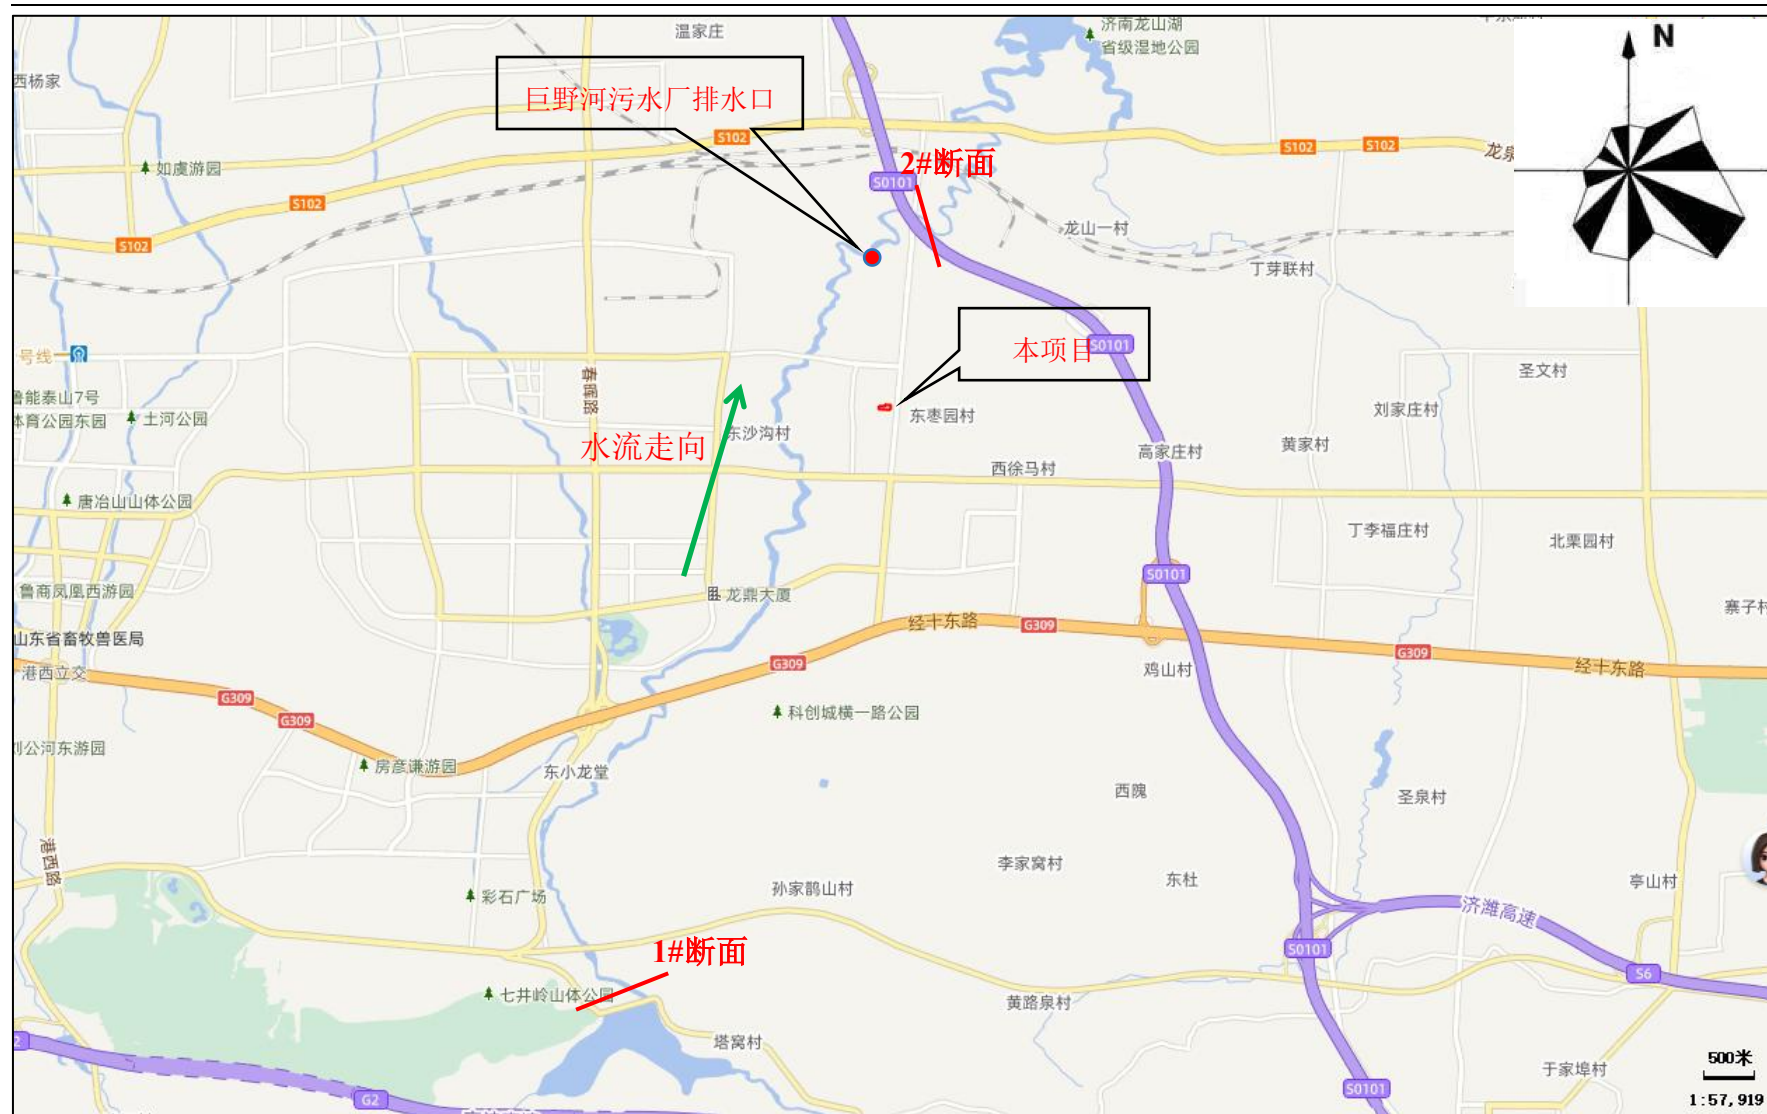 温家庄
济南龙山湖
省级湿地公园
N
西杨家
巨野河污水厂排水口
S102
S102
S102
龙泉
如虞游园
2#断面
S0101
S102
S102
龙山一村
丁芽联村
本项目
S0101
号线
圣文村
鲁能泰山7号
体育公园东园
土河公园
春晖路
刘家庄村
东枣园村
东沙沟村
水流走向
黄家村
高家庄村
西徐马村
唐冶山山体公园
丁李福庄村
北栗园村
S0101
鲁商凤凰西游园
龙鼎大厦
寨子村
经十东路
G309
山东省畜牧兽医局
港西立交
G309
G309
经十东路
鸡山村
G309
G309
科创城横一路公园
刘公河东游园
房彦谦游园
东小龙堂
西隗
圣泉村
港西路
李家窝村
东杜
亭山村
孙家鹊山村
彩石广场
济潍高速
1#断面
S0101
S6
七井岭山体公园
黄路泉村
塔窝村
2
500米
于家埠村
S0101
G2
1:57,919